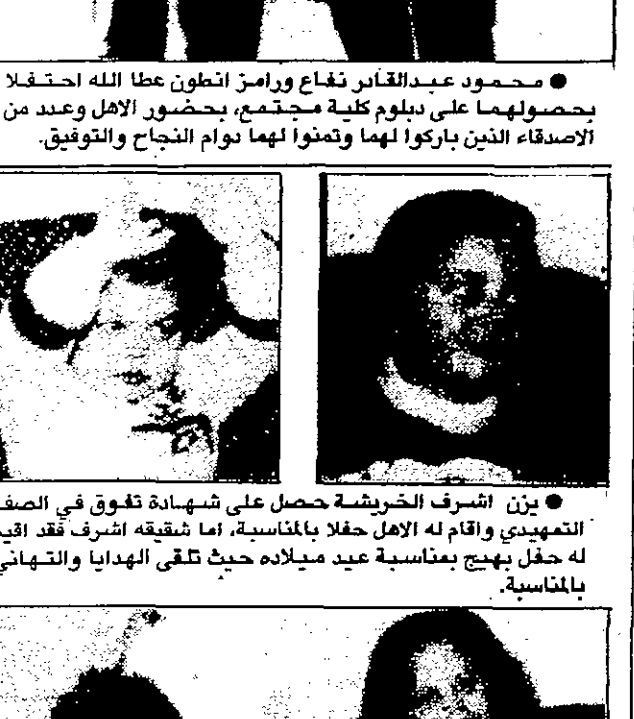 ● محمود عبدالقادر نفاع ورامز انطون عطا الله احتفلا
بحصولهما على دبلوم كلية مجتمع، بحضور الاهل وعدد من
الاصدقاء الذين باركوا لهما وتمنوا لهما دوام النجاح والتوفيق.
● يزن اشرف الخريشة حصل على شهادة تفوق في الصف
التمهيدي واقام له الاهل حفلا بالمناسبة، اما شقيقه اشرف فقد اقيم
له حفل بهيج بمناسبة عيد ميلاده حيث تلقى الهدايا والتهاني
بالمناسبة.